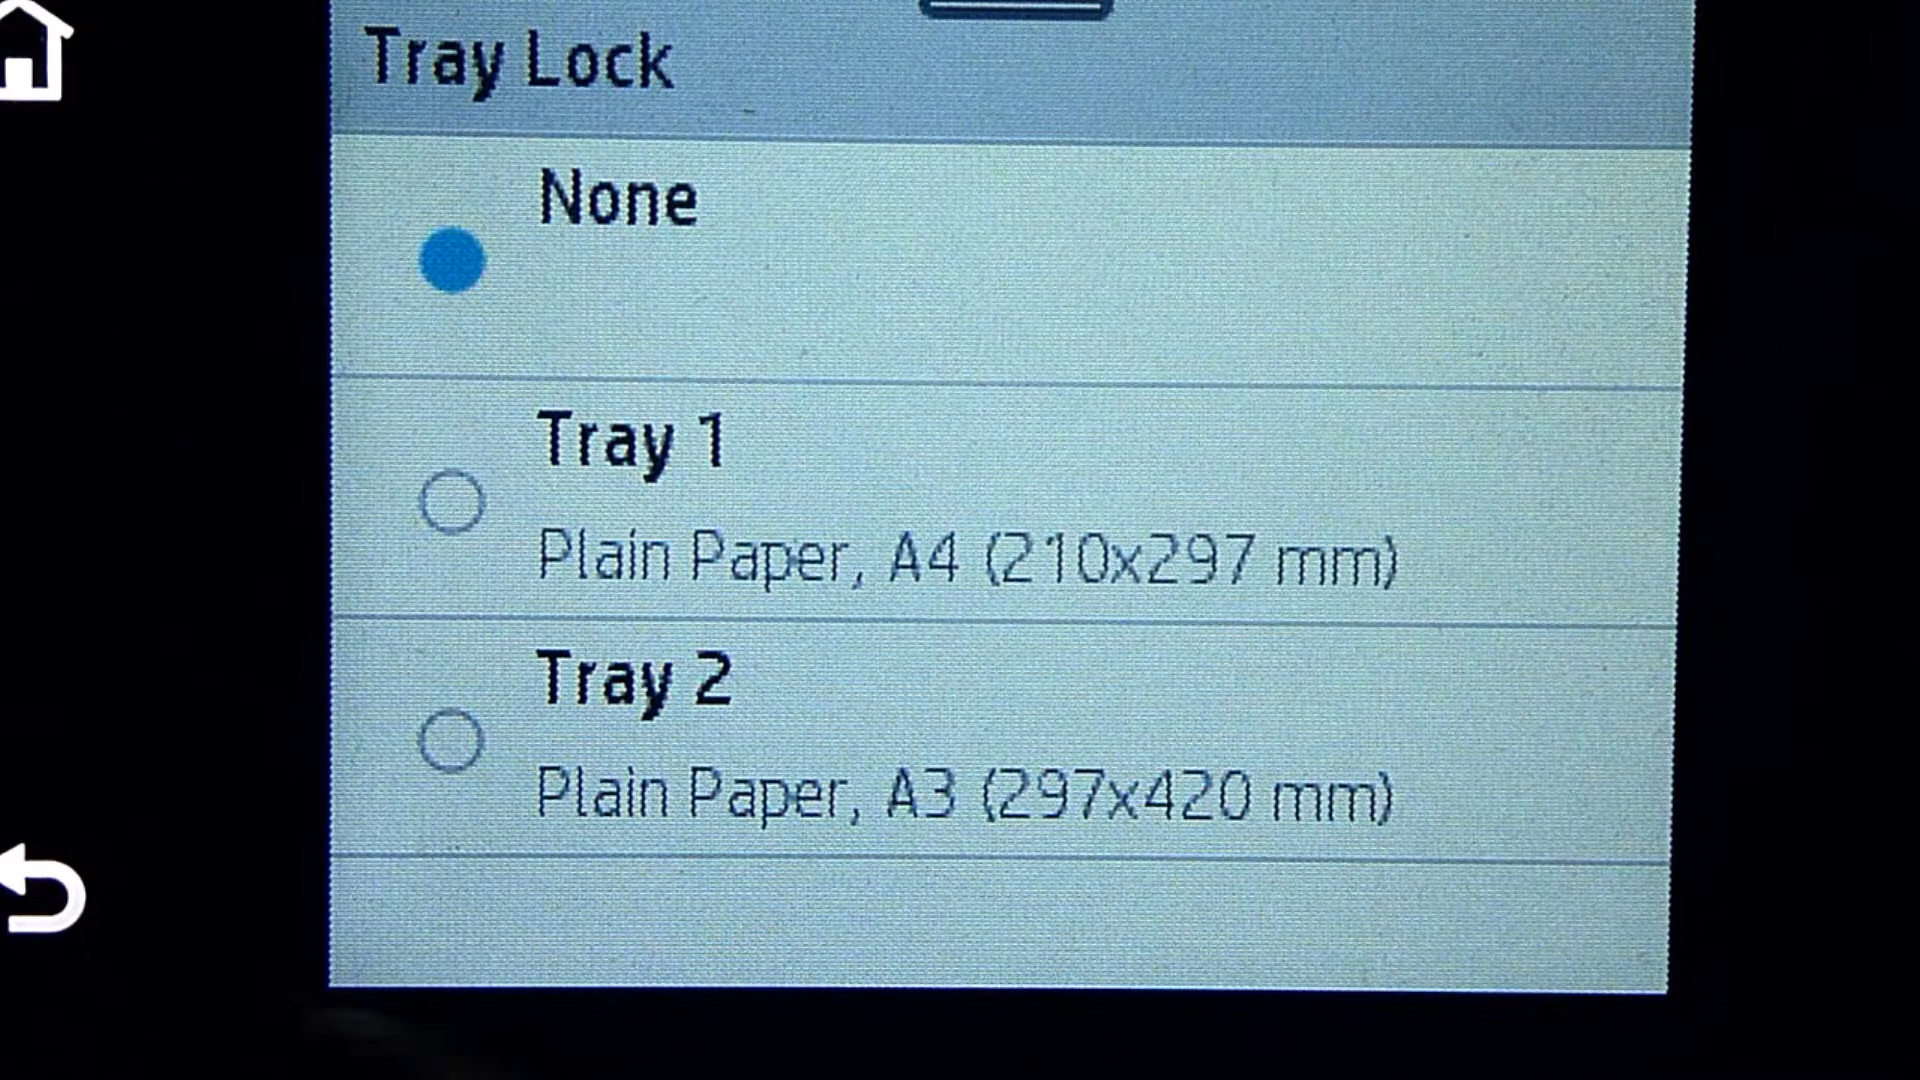 Tray Lock
None
Tray 1
Plain Paper, A4 (210x297 mm)
Tray 2
Plain Paper, A3 (297x420 mm)